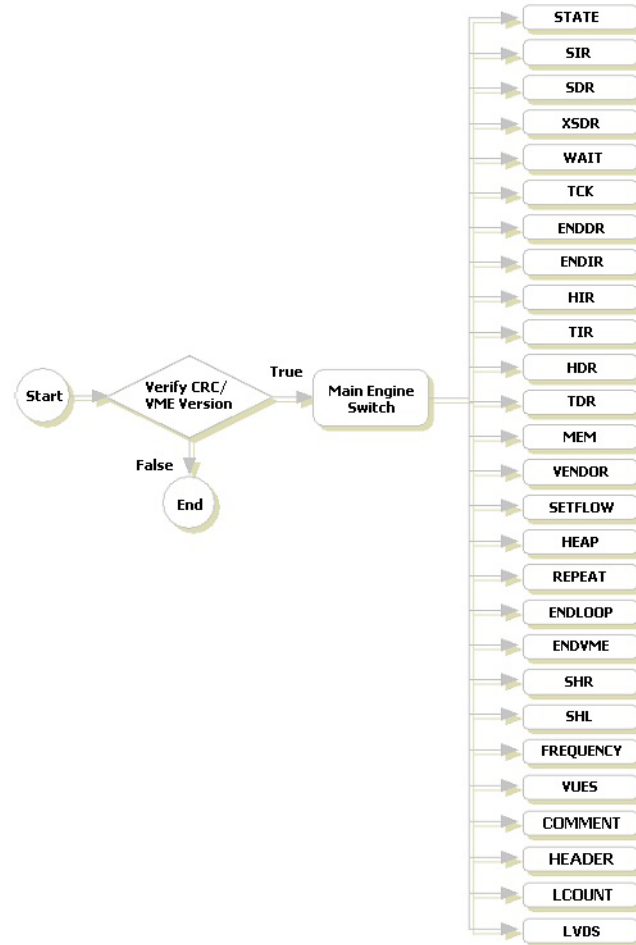 STATE
SIR
SDR
XSDR
WAIT
TCK
ENDDR
ENDIR
HIR
TIR
HDR
TDR
MEM
VENDOR
SETFLOW
HEAP
REPEAT
ENDLOOP
ENDVME
SHR
SHL
FREQUENCY
VUES
COMMENT
HEADER
LCOUNT
LVDS
Start
Verify CRC/
VME Version
True
False
End
Main Engine
Switch